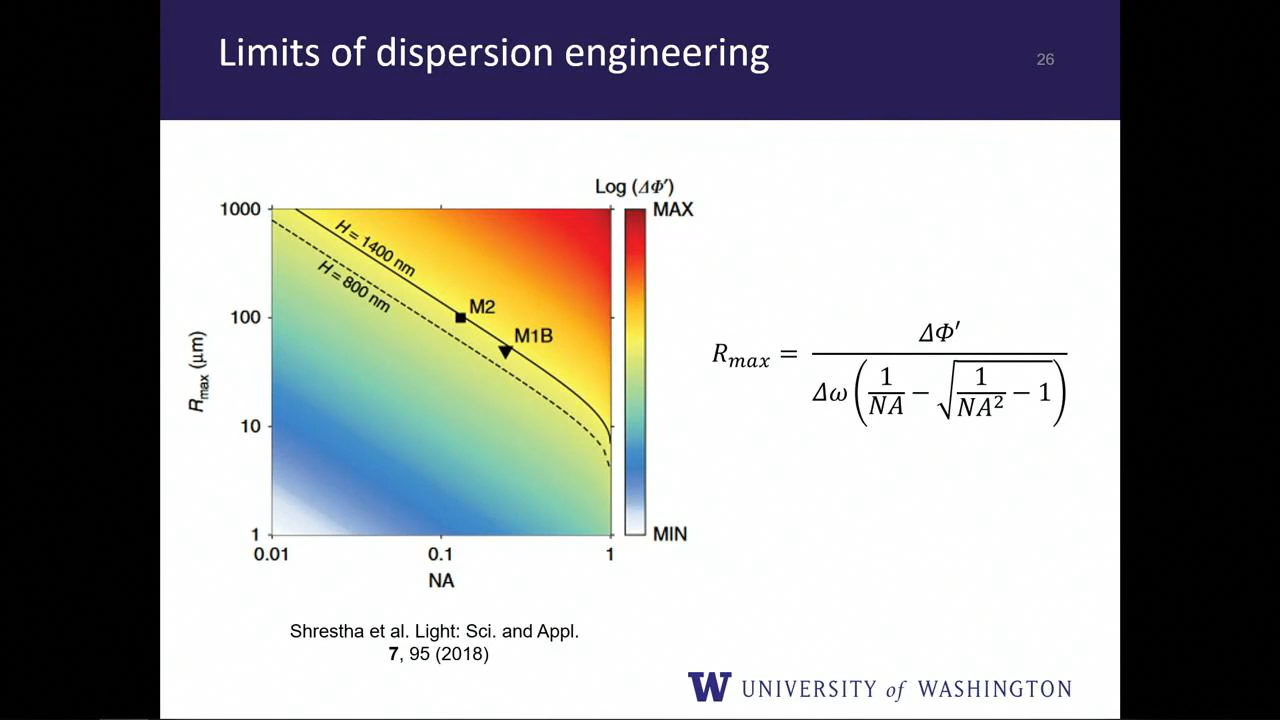 Limits of dispersion engineering
26
Log (ΔΦ′)
MAX
MIN
1000
100
10
1
R_max (μm)
H = 1400 nm
H = 800 nm
M2
M1B
0.01 0.1 1
NA
R_max = ΔΦ′ / Δω (1/NA − √(1/NA² − 1))
Shrestha et al. Light: Sci. and Appl.
7, 95 (2018)
W UNIVERSITY of WASHINGTON